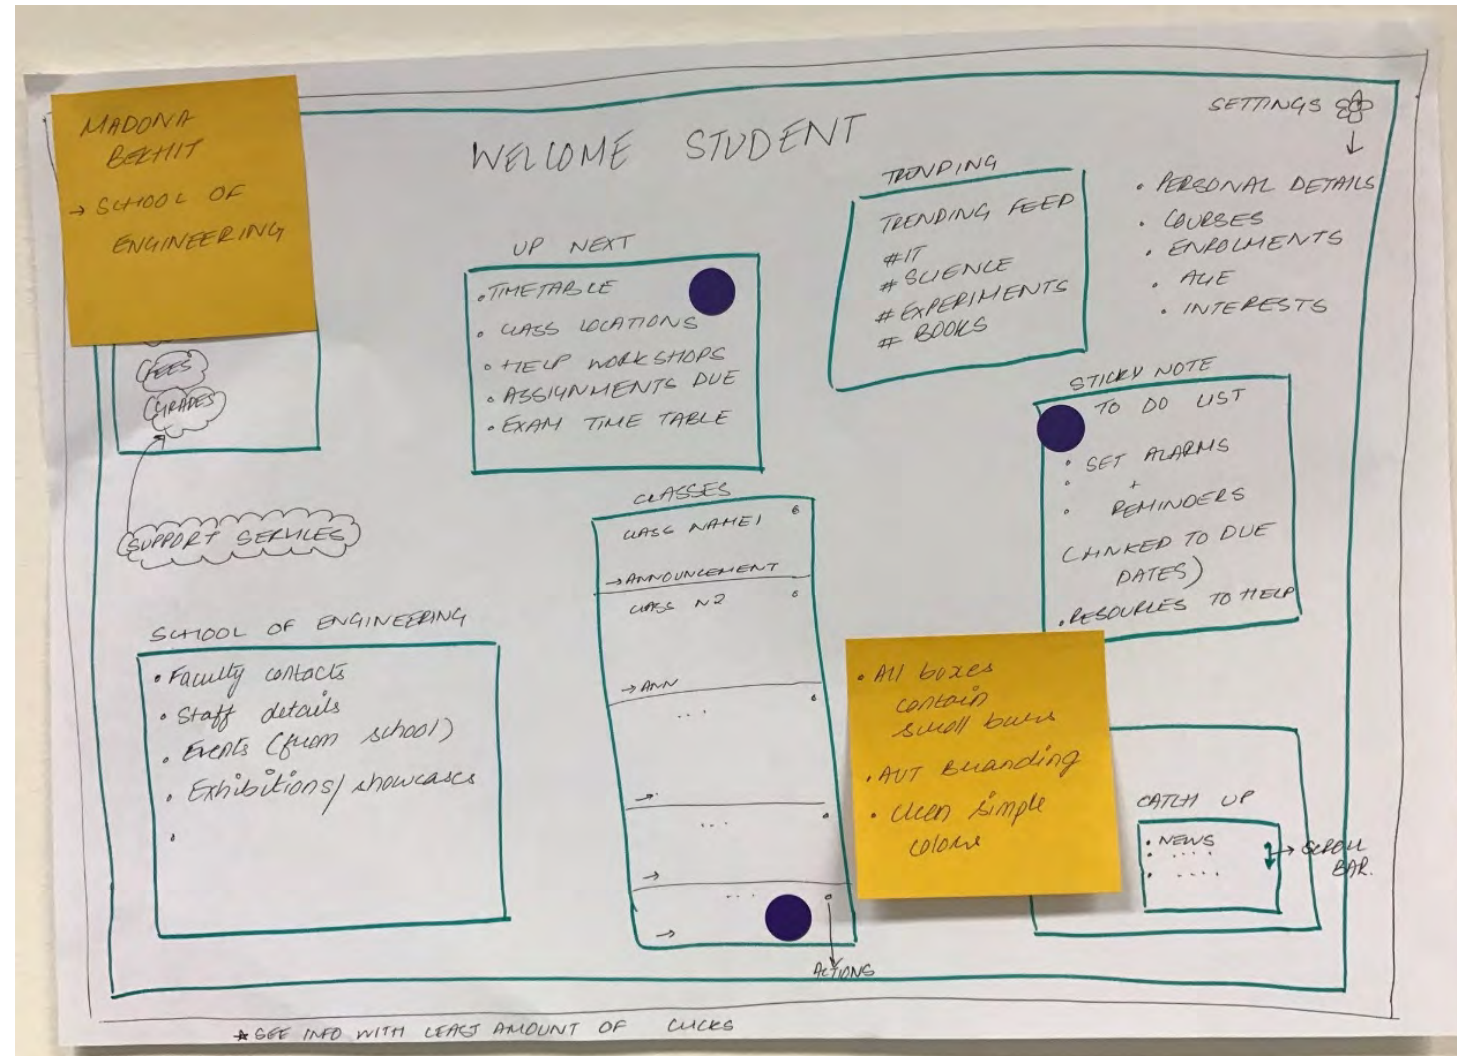 MADONA
BEKHIT
→ SCHOOL OF
ENGINEERING
WELCOME STUDENT
SETTINGS
• PERSONAL DETAILS
• COURSES
• ENROLMENTS
• AGE
• INTERESTS
TRENDING
TRENDING FEED
#IT
# SCIENCE
# EXPERIMENTS
# BOOKS
UP NEXT
• TIMETABLE
• CLASS LOCATIONS
• HELP WORKSHOPS
• ASSIGNMENTS DUE
• EXAM TIME TABLE
FEES
GRADES
SUPPORT SERVICES
STICKY NOTE
TO DO LIST
• SET ALARMS
+
REMINDERS
(LINKED TO DUE
DATES)
• RESOURCES TO HELP
CLASSES
CLASS NAME 1
→ ANNOUNCEMENT
CLASS N2
→ ANN
...
→
...
→
...
→
ACTIONS
SCHOOL OF ENGINEERING
• Faculty contacts
• Staff details
• Events (from school)
• Exhibitions/showcases
•
• All boxes
contain
scroll bars
• AUT Branding
• Clean simple
colours
CATCH UP
• NEWS
• ....
• ....
→ SCROLL
BAR.
* SEE INFO WITH LEAST AMOUNT OF CLICKS